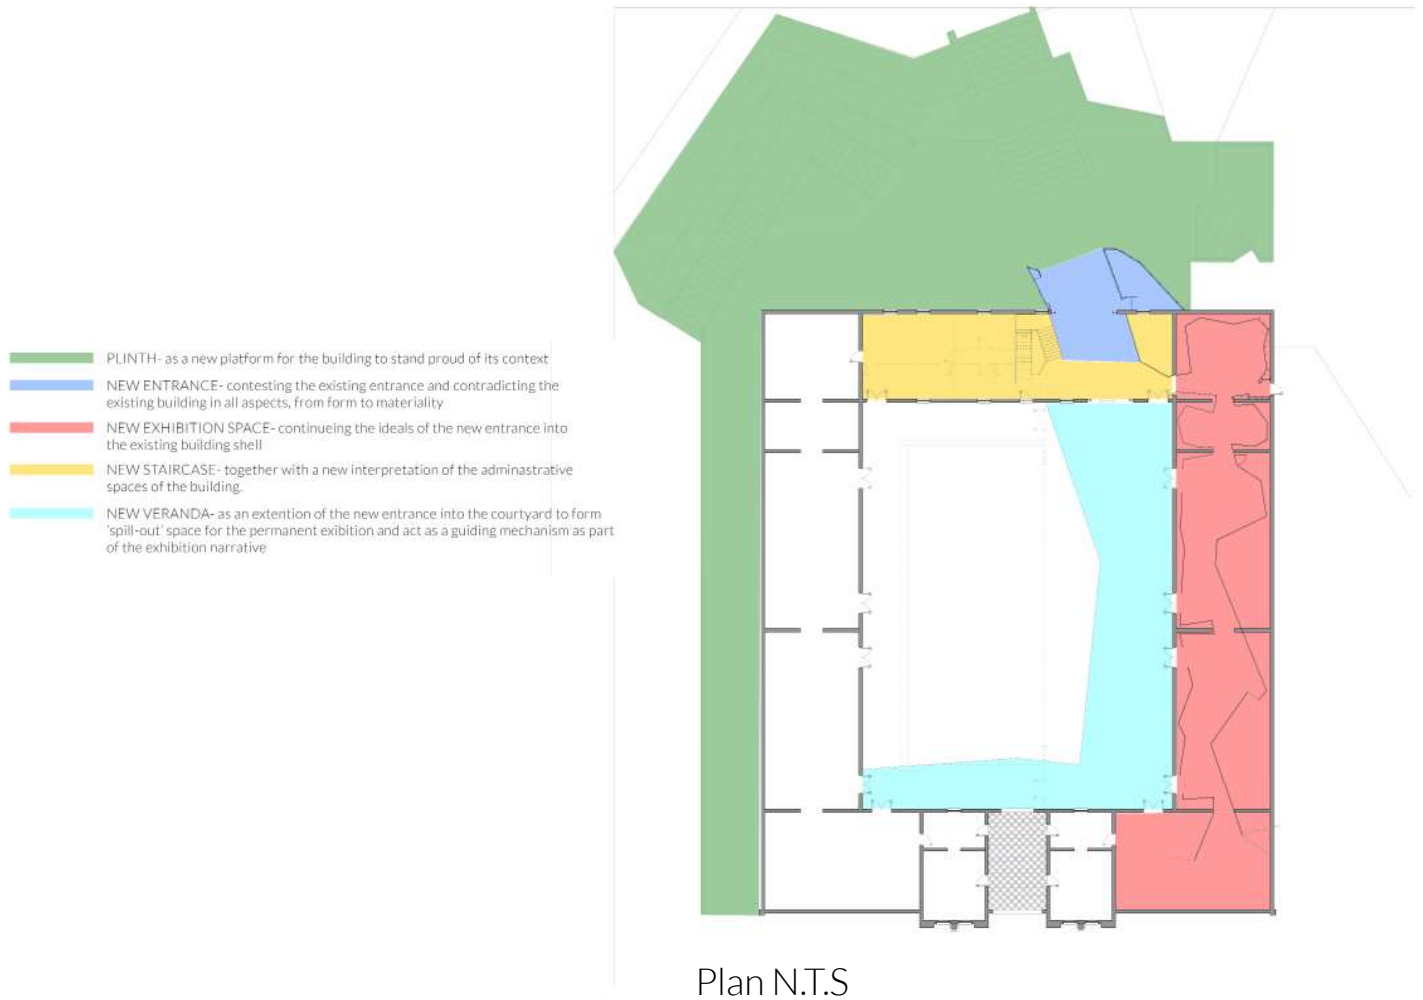 PLINTH- as a new platform for the building to stand proud of its context
NEW ENTRANCE- contesting the existing entrance and contradicting the
existing building in all aspects, from form to materiality
NEW EXHIBITION SPACE- continueing the ideals of the new entrance into
the existing building shell
NEW STAIRCASE- together with a new interpretation of the adminastrative
spaces of the building.
NEW VERANDA- as an extention of the new entrance into the courtyard to form
'spill-out' space for the permanent exibition and act as a guiding mechanism as part
of the exhibition narrative
Plan N.T.S